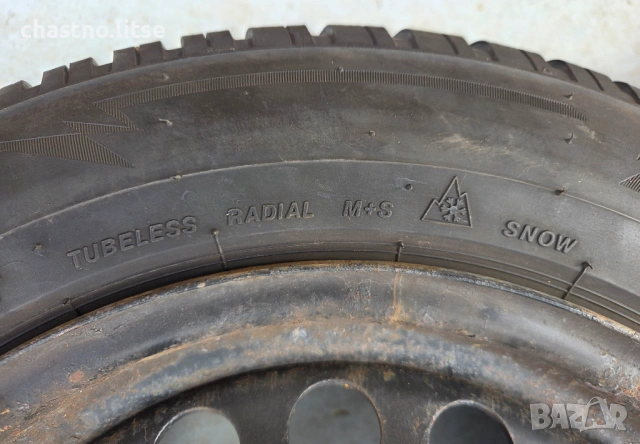 chastno.litse
TUBELESS RADIAL M+S SNOW
BAZAR